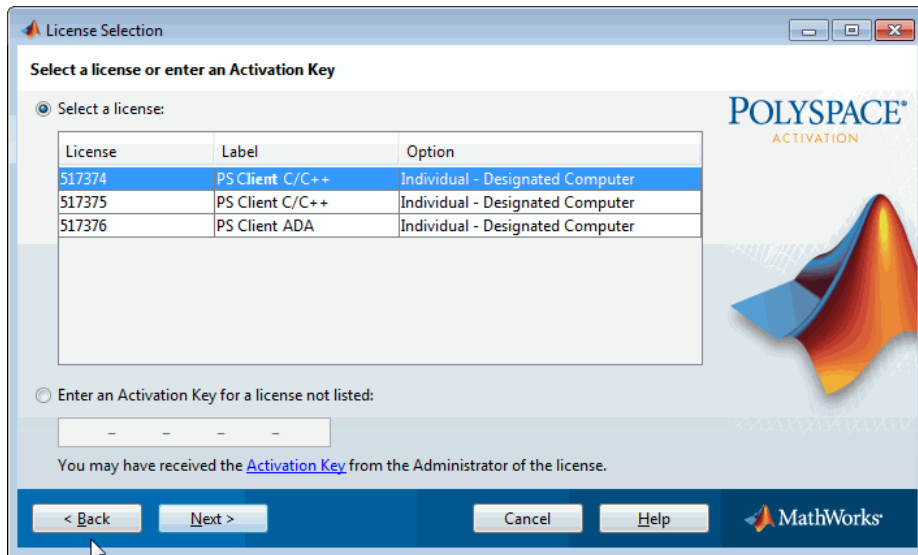 License Selection
Select a license or enter an Activation Key
Select a license:
POLYSPACE®
ACTIVATION
License Label Option
517374 PS Client C/C++ Individual - Designated Computer
517375 PS Client C/C++ Individual - Designated Computer
517376 PS Client ADA Individual - Designated Computer
Enter an Activation Key for a license not listed:
- - - -
You may have received the Activation Key from the Administrator of the license.
< Back Next > Cancel Help MathWorks®